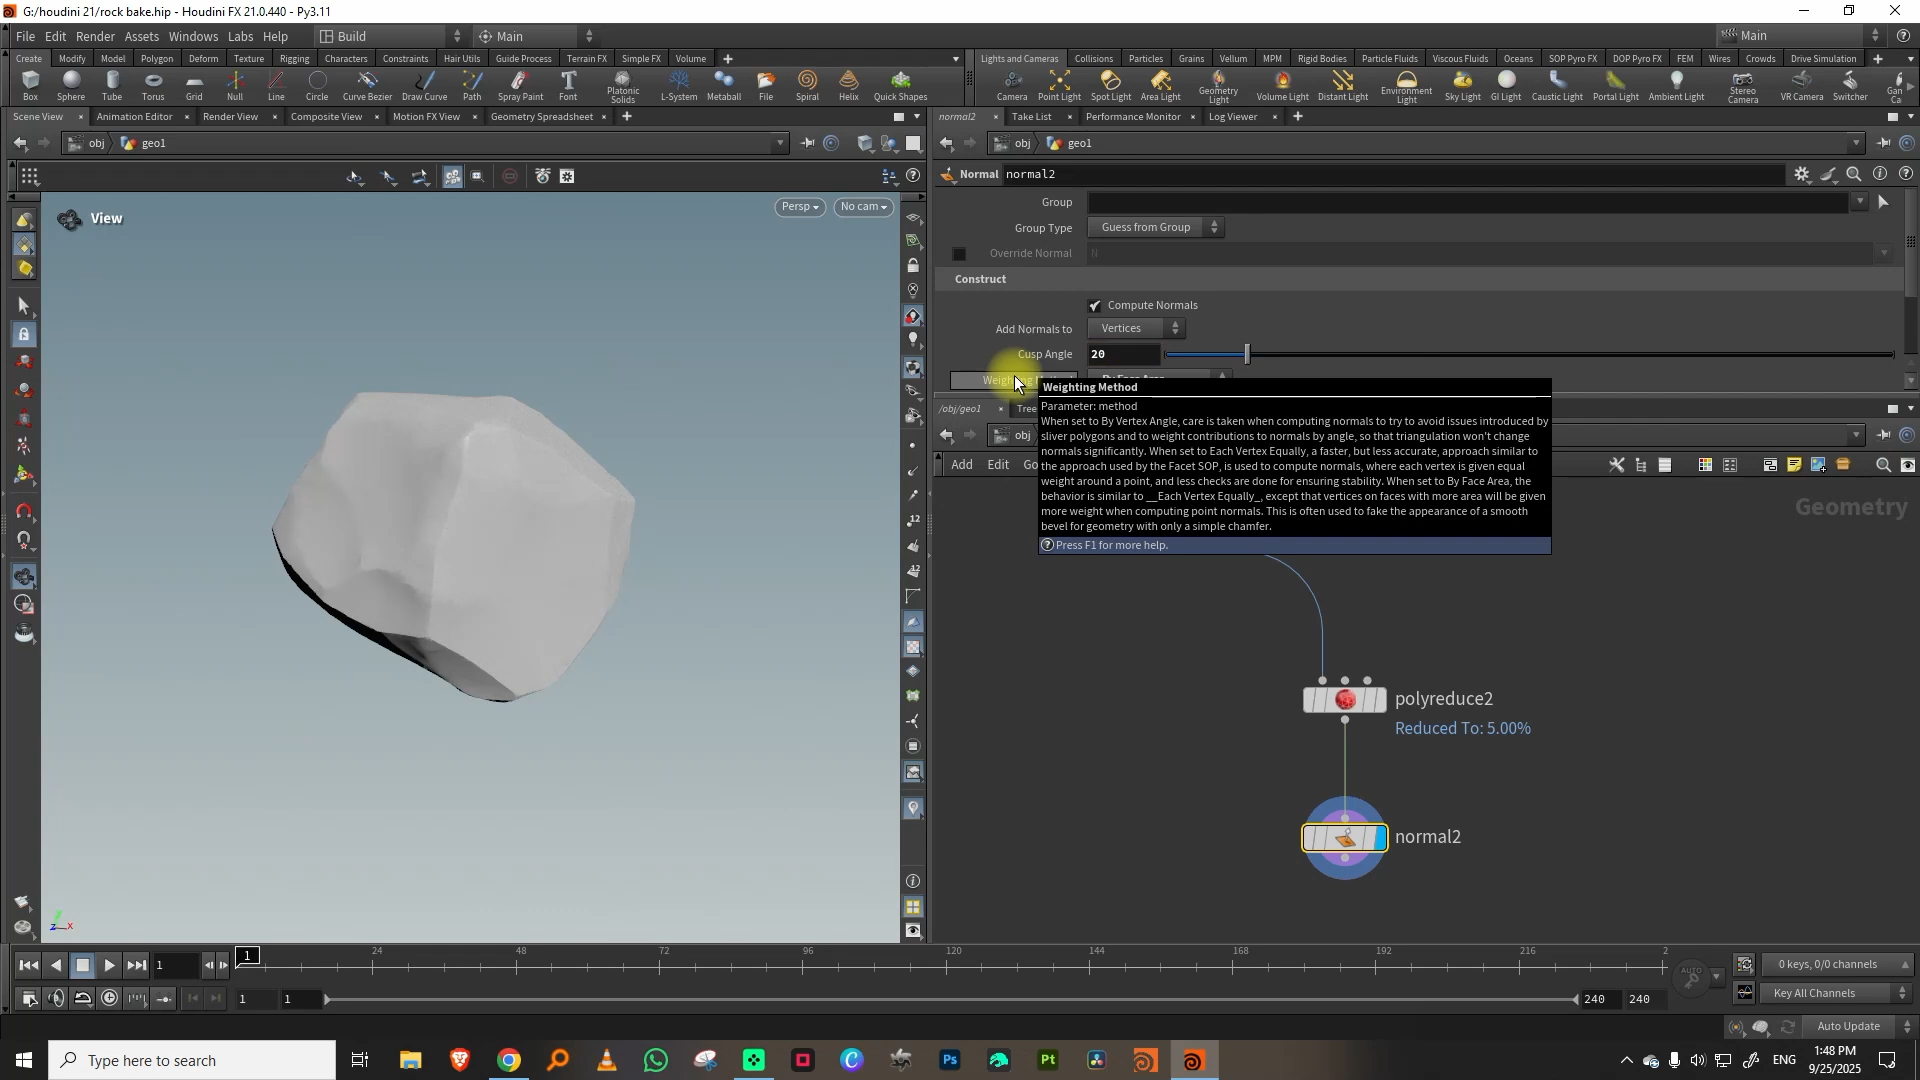 G:/houdini 21/rock bake.hip - Houdini FX 21.0.440 - Py3.11
File Edit Render Assets Windows Labs Help Build Main Main
Create Modify Model Polygon Deform Texture Rigging Characters Constraints Hair Utils Guide Process Terrain FX Simple FX Volume
Lights and Cameras Collisions Particles Grains Vellum MPM Rigid Bodies Particle Fluids Viscous Fluids Oceans SOP Pyro FX DOP Pyro FX FEM Wires Crowds Drive Simulation
Box Sphere Tube Torus Grid Null Line Circle Curve Bezier Draw Curve Path Spray Paint Font Platonic Solids L-System Metaball File Spiral Helix Quick Shapes
Camera Point Light Spot Light Area Light Geometry Light Volume Light Distant Light Environment Light Sky Light GI Light Caustic Light Portal Light Ambient Light Stereo Camera VR Camera Switcher Gan Ca
Scene View Animation Editor Render View Composite View Motion FX View Geometry Spreadsheet
normal2 Take List Performance Monitor Log Viewer
obj geo1
obj geo1
Normal normal2
View
Persp No cam
Group
Group Type Guess from Group
Override Normal N
Construct
Compute Normals
Add Normals to Vertices
Cusp Angle 20
Weighting Method
Parameter: method
When set to By Vertex Angle, care is taken when computing normals to try to avoid issues introduced by
sliver polygons and to weight contributions to normals by angle, so that triangulation won't change
normals significantly. When set to Each Vertex Equally, a faster, but less accurate, approach similar to
the approach used by the Facet SOP, is used to compute normals, where each vertex is given equal
weight around a point, and less checks are done for ensuring stability. When set to By Face Area, the
behavior is similar to __Each Vertex Equally_, except that vertices on faces with more area will be given
more weight when computing point normals. This is often used to fake the appearance of a smooth
bevel for geometry with only a simple chamfer.
Press F1 for more help.
/obj/geo1 Tree
obj
Add Edit Go
Geometry
12
12
polyreduce2
Reduced To: 5.00%
normal2
z x
1 1 24 48 72 96 120 144 168 192 216 2
AUTO
0 keys, 0/0 channels
1 1 240 240
Key All Channels
Auto Update
Type here to search
Ps Pt
ENG
1:48 PM
9/25/2025